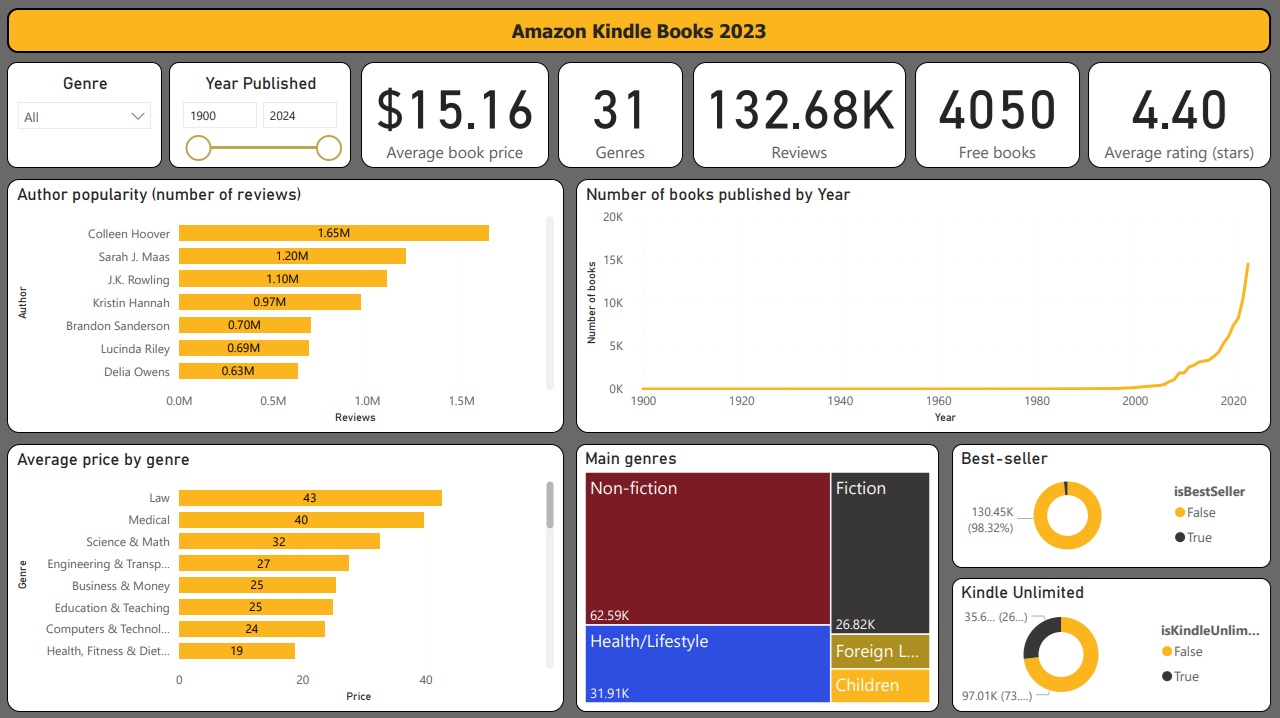 Amazon Kindle Books 2023
Genre
All
Year Published
1900
2024
$15.16
Average book price
31
Genres
132.68K
Reviews
4050
Free books
4.40
Average rating (stars)
Author popularity (number of reviews)
Author
Colleen Hoover
1.65M
Sarah J. Maas
1.20M
J.K. Rowling
1.10M
Kristin Hannah
0.97M
Brandon Sanderson
0.70M
Lucinda Riley
0.69M
Delia Owens
0.63M
0.0M
0.5M
1.0M
1.5M
Reviews
Number of books published by Year
Number of books
20K
15K
10K
5K
0K
1900
1920
1940
1960
1980
2000
2020
Year
Average price by genre
Genre
Law
43
Medical
40
Science & Math
32
Engineering & Transp...
27
Business & Money
25
Education & Teaching
25
Computers & Technol...
24
Health, Fitness & Diet...
19
0
20
40
Price
Main genres
Non-fiction
62.59K
Health/Lifestyle
31.91K
Fiction
26.82K
Foreign L...
Children
Best-seller
130.45K
(98.32%)
isBestSeller
False
True
Kindle Unlimited
35.6... (26...)
97.01K (73....)
isKindleUnlim...
False
True